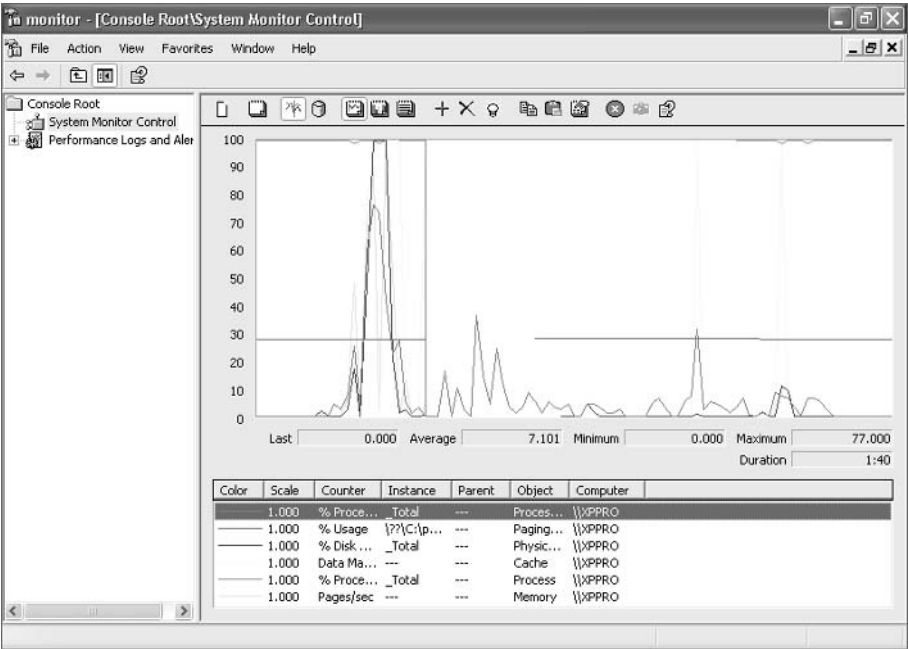 monitor - [Console Root\System Monitor Control]
File Action View Favorites Window Help
Console Root
System Monitor Control
Performance Logs and Aler
100
90
80
70
60
50
40
30
20
10
0
Last 0.000 Average 7.101 Minimum 0.000 Maximum 77.000
Duration 1:40
Color Scale Counter Instance Parent Object Computer
1.000 % Proce... _Total --- Proces... \\XPPRO
1.000 % Usage \??\C:\p... --- Paging... \\XPPRO
1.000 % Disk ... _Total --- Physic... \\XPPRO
1.000 Data Ma... --- --- Cache \\XPPRO
1.000 % Proce... _Total --- Process \\XPPRO
1.000 Pages/sec --- --- Memory \\XPPRO